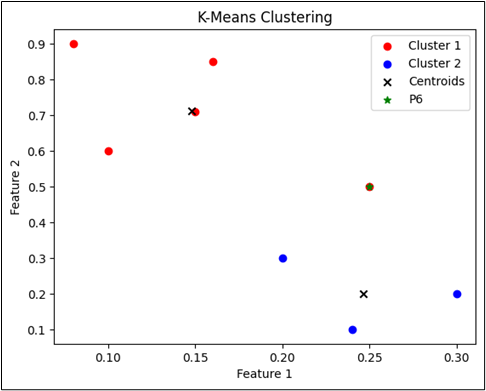 K-Means Clustering
Cluster 1
Cluster 2
Centroids
P6
Feature 2
0.9
0.8
0.7
0.6
0.5
0.4
0.3
0.2
0.1
0.10 0.15 0.20 0.25 0.30
Feature 1